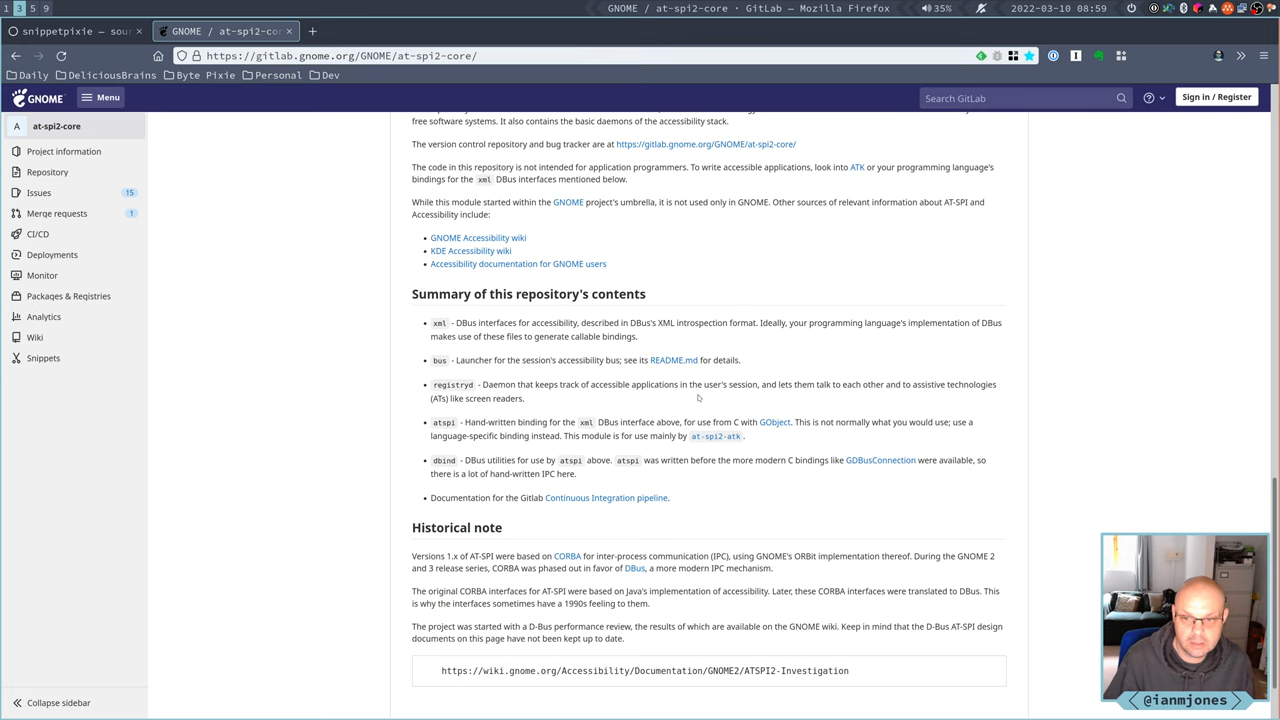 1 3 5 9
GNOME / at-spi2-core · GitLab — Mozilla Firefox
35%
2022-03-10 08:59
snippetpixie — sour
GNOME / at-spi2-cor
https://gitlab.gnome.org/GNOME/at-spi2-core/
Daily DeliciousBrains Byte Pixie Personal Dev
GNOME Menu Search GitLab Sign in / Register
A at-spi2-core
Project information
Repository
Issues 15
Merge requests 1
CI/CD
Deployments
Monitor
Packages & Registries
Analytics
Wiki
Snippets
Collapse sidebar
free software systems. It also contains the basic daemons of the accessibility stack.
The version control repository and bug tracker are at https://gitlab.gnome.org/GNOME/at-spi2-core/
The code in this repository is not intended for application programmers. To write accessible applications, look into ATK or your programming language's
bindings for the xml DBus interfaces mentioned below.
While this module started within the GNOME project's umbrella, it is not used only in GNOME. Other sources of relevant information about AT-SPI and
Accessibility include:
• GNOME Accessibility wiki
• KDE Accessibility wiki
• Accessibility documentation for GNOME users
Summary of this repository's contents
• xml - DBus interfaces for accessibility, described in DBus's XML introspection format. Ideally, your programming language's implementation of DBus
makes use of these files to generate callable bindings.
• bus - Launcher for the session's accessibility bus; see its README.md for details.
• registryd - Daemon that keeps track of accessible applications in the user's session, and lets them talk to each other and to assistive technologies
(ATs) like screen readers.
• atspi - Hand-written binding for the xml DBus interface above, for use from C with GObject. This is not normally what you would use; use a
language-specific binding instead. This module is for use mainly by at-spi2-atk.
• dbind - DBus utilities for use by atspi above. atspi was written before the more modern C bindings like GDBusConnection were available, so
there is a lot of hand-written IPC here.
• Documentation for the Gitlab Continuous Integration pipeline.
Historical note
Versions 1.x of AT-SPI were based on CORBA for inter-process communication (IPC), using GNOME's ORBit implementation thereof. During the GNOME 2
and 3 release series, CORBA was phased out in favor of DBus, a more modern IPC mechanism.
The original CORBA interfaces for AT-SPI were based on Java's implementation of accessibility. Later, these CORBA interfaces were translated to DBus. This
is why the interfaces sometimes have a 1990s feeling to them.
The project was started with a D-Bus performance review, the results of which are available on the GNOME wiki. Keep in mind that the D-Bus AT-SPI design
documents on this page have not been kept up to date.
https://wiki.gnome.org/Accessibility/Documentation/GNOME2/ATSPI2-Investigation
@ianmjones